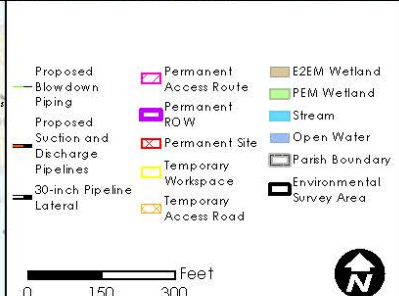 Proposed
Blowdown
Piping
Proposed
Suction and
Discharge
Pipelines
30-inch Pipeline
Lateral
Permanent
Access Route
Permanent
ROW
Permanent Site
Temporary
Workspace
Temporary
Access Road
E2EM Wetland
PEM Wetland
Stream
Open Water
Parish Boundary
Environmental
Survey Area
Feet
0 150 300
N